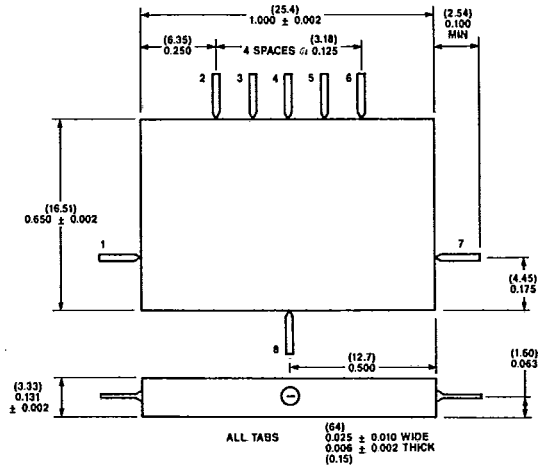 (25.4)
1.000 ± 0.002
(6.35)
0.250
(3.18)
4 SPACES @ 0.125
(2.54)
0.100
MIN
2 3 4 5 6
(16.51)
0.650 ± 0.002
1
7
(4.45)
0.175
8
(12.7)
0.500
(1.60)
0.063
(3.33)
0.131
± 0.002
ALL TABS
(64)
0.025 ± 0.010 WIDE
0.006 ± 0.002 THICK
(0.15)